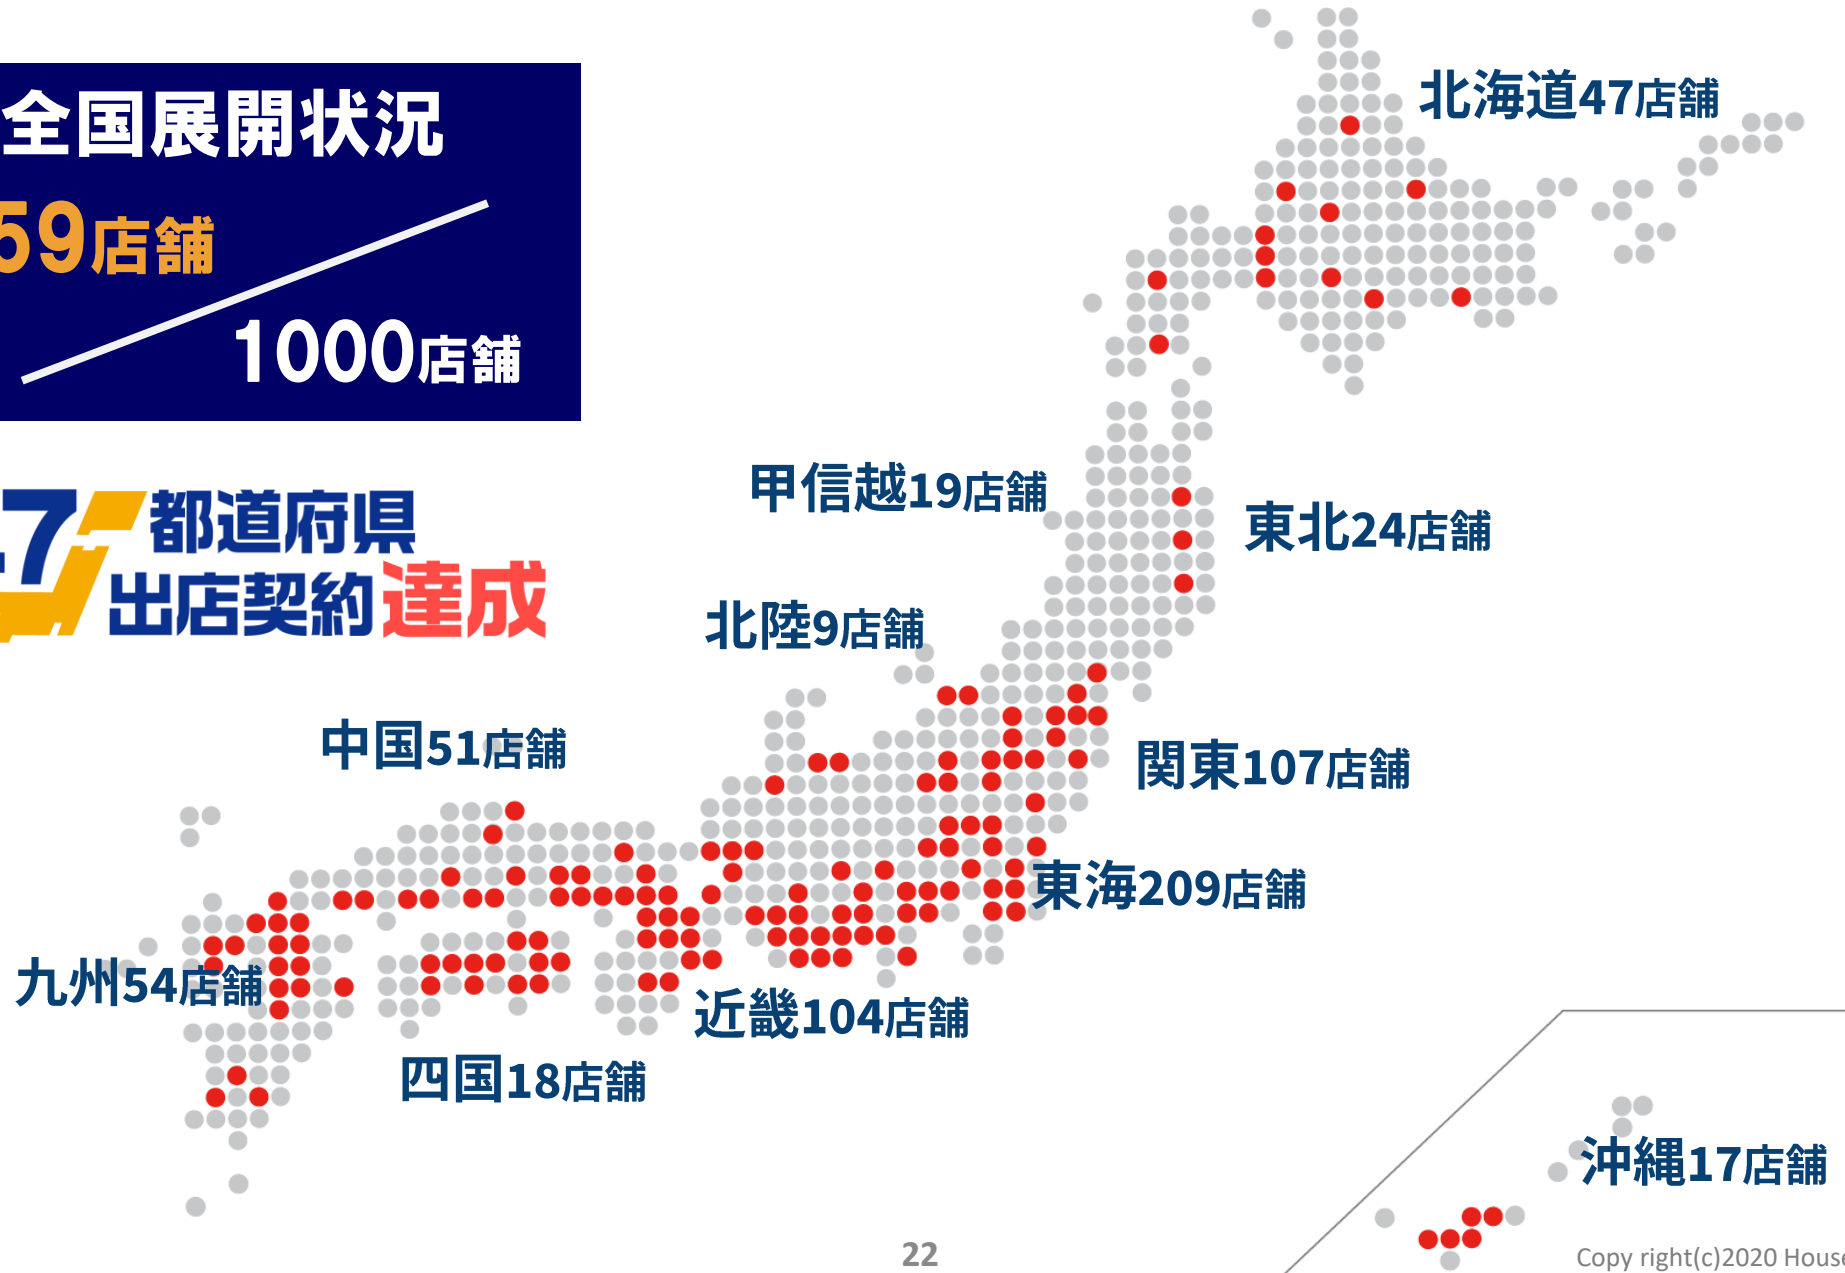 全国展開状況
59店舗
1000店舗
7都道府県
出店契約達成
北海道47店舗
甲信越19店舗
東北24店舗
北陸9店舗
中国51店舗
関東107店舗
東海209店舗
九州54店舗
近畿104店舗
四国18店舗
沖縄17店舗
22
Copy right(c)2020 House